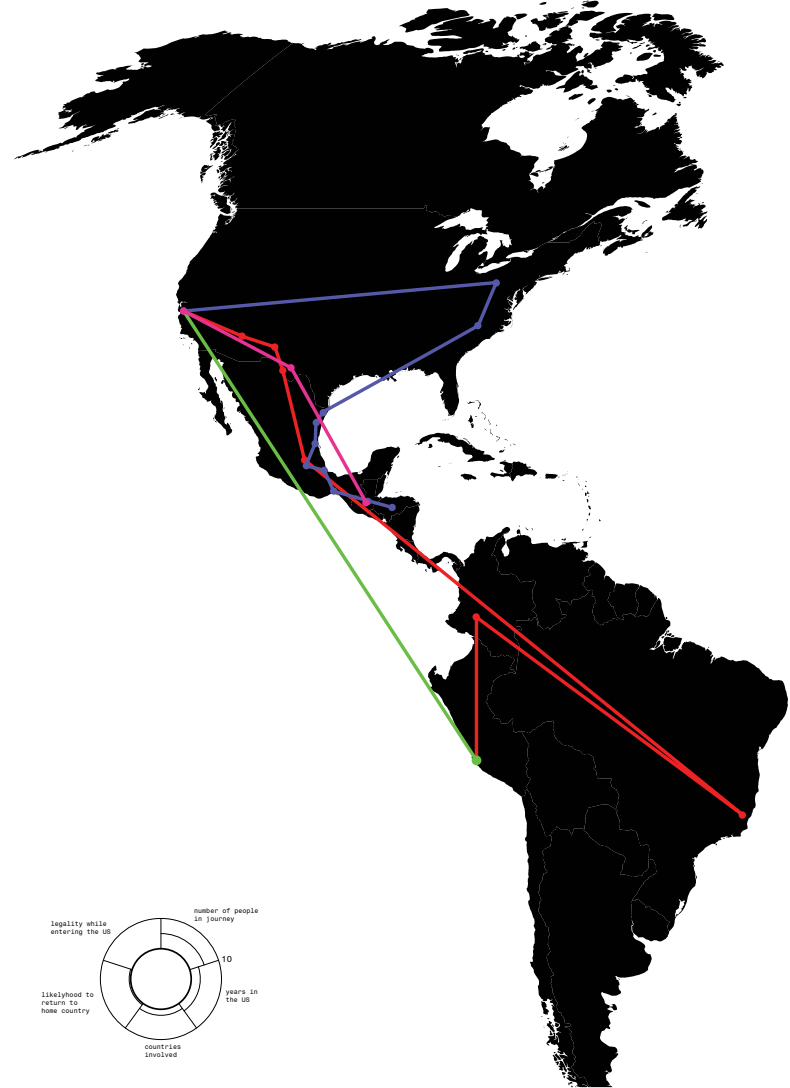 number of people
in journey
legality while
entering the US
10
years in
the US
likelyhood to
return to
home country
countries
involved